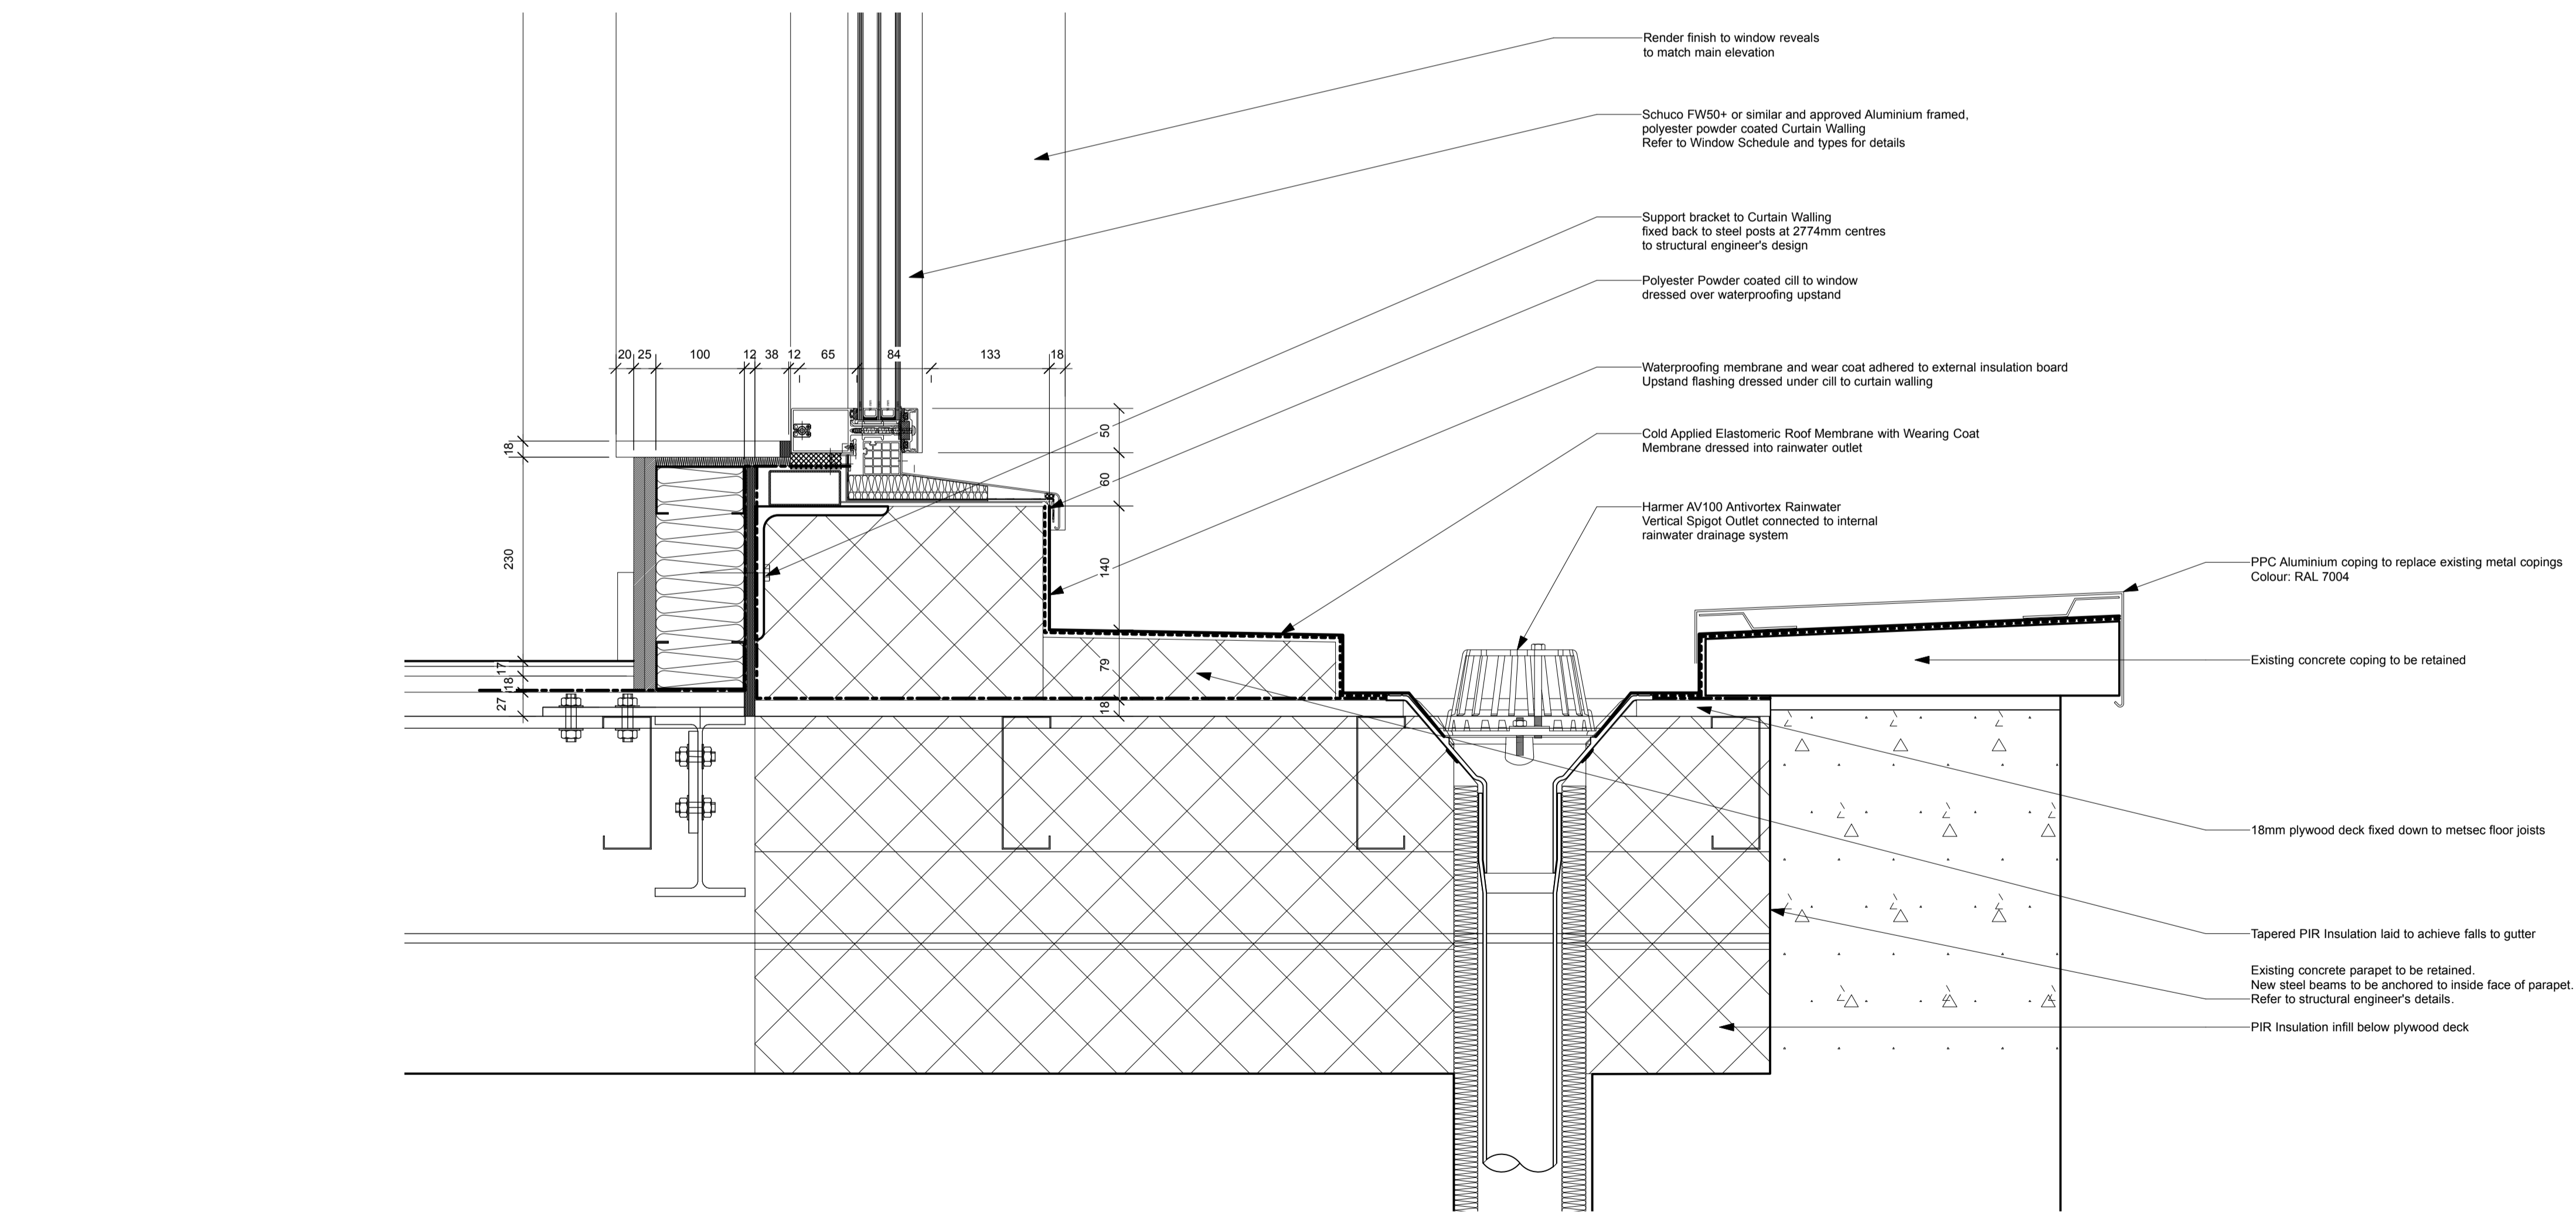 Render finish to window reveals
to match main elevation
Schuco FW50+ or similar and approved Aluminium framed,
polyester powder coated Curtain Walling
Refer to Window Schedule and types for details
Support bracket to Curtain Walling
fixed back to steel posts at 2774mm centres
to structural engineer's design
Polyester Powder coated cill to window
dressed over waterproofing upstand
20 25 100 12 38 12 65 84 133 18
Waterproofing membrane and wear coat adhered to external insulation board
Upstand flashing dressed under cill to curtain walling
Cold Applied Elastomeric Roof Membrane with Wearing Coat
Membrane dressed into rainwater outlet
Harmer AV100 Antivortex Rainwater
Vertical Spigot Outlet connected to internal
rainwater drainage system
18
230
17
18
27
50
60
140
79
18
PPC Aluminium coping to replace existing metal copings
Colour: RAL 7004
Existing concrete coping to be retained
18mm plywood deck fixed down to metsec floor joists
Tapered PIR Insulation laid to achieve falls to gutter
Existing concrete parapet to be retained.
New steel beams to be anchored to inside face of parapet.
Refer to structural engineer's details.
PIR Insulation infill below plywood deck